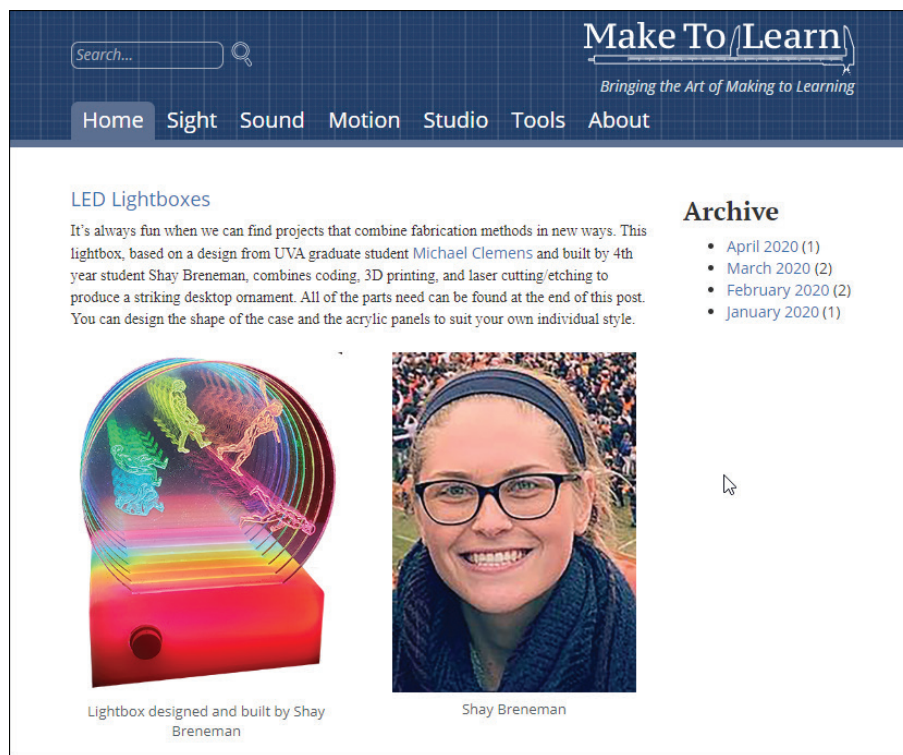 Search...
Make To Learn
Bringing the Art of Making to Learning
Home Sight Sound Motion Studio Tools About
LED Lightboxes
It's always fun when we can find projects that combine fabrication methods in new ways. This
lightbox, based on a design from UVA graduate student Michael Clemens and built by 4th
year student Shay Breneman, combines coding, 3D printing, and laser cutting/etching to
produce a striking desktop ornament. All of the parts need can be found at the end of this post.
You can design the shape of the case and the acrylic panels to suit your own individual style.
Lightbox designed and built by Shay
Breneman
Shay Breneman
Archive
April 2020 (1)
March 2020 (2)
February 2020 (2)
January 2020 (1)